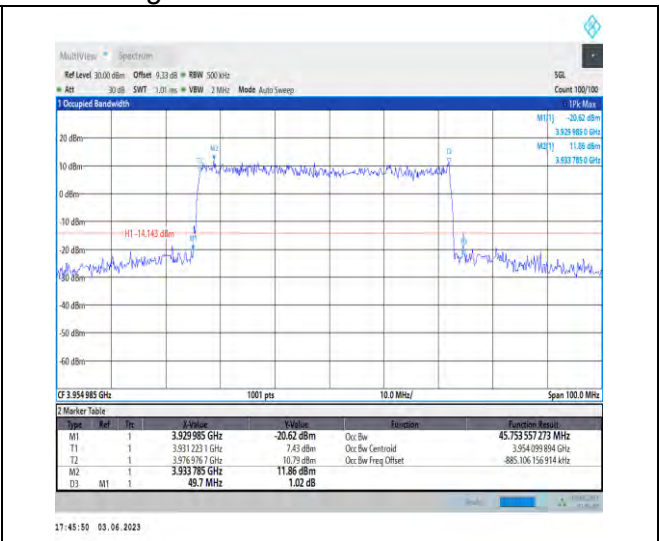 MultiView Spectrum
Ref Level 30.00 dBm Offset 9.33 dB RBW 500 kHz SGL
Att 30 dB SWT 1.01 ms VBW 2 MHz Mode Auto Sweep Count 100/100
1 Occupied Bandwidth 1Pk Max
M1[1] -20.62 dBm
3.929 985 0 GHz
20 dBm
M2[1] 11.86 dBm
3.933 785 0 GHz
M2
T2
10 dBm
0 dBm
-10 dBm
H1 -14.143 dBm
M1
-20 dBm
-30 dBm
-40 dBm
-50 dBm
-60 dBm
CF 3.954 985 GHz 1001 pts 10.0 MHz/ Span 100.0 MHz
2 Marker Table
Type Ref Trc X-Value Y-Value Function Function Result
M1 1 3.929 985 GHz -20.62 dBm Occ Bw 45.753 557 273 MHz
T1 1 3.931 223 1 GHz 7.43 dBm Occ Bw Centroid 3.954 099 894 GHz
T2 1 3.976 976 7 GHz 10.79 dBm Occ Bw Freq Offset -885.106 156 914 kHz
M2 1 3.933 785 GHz 11.86 dBm
D3 M1 1 49.7 MHz 1.02 dB
17:45:50 03.06.2023